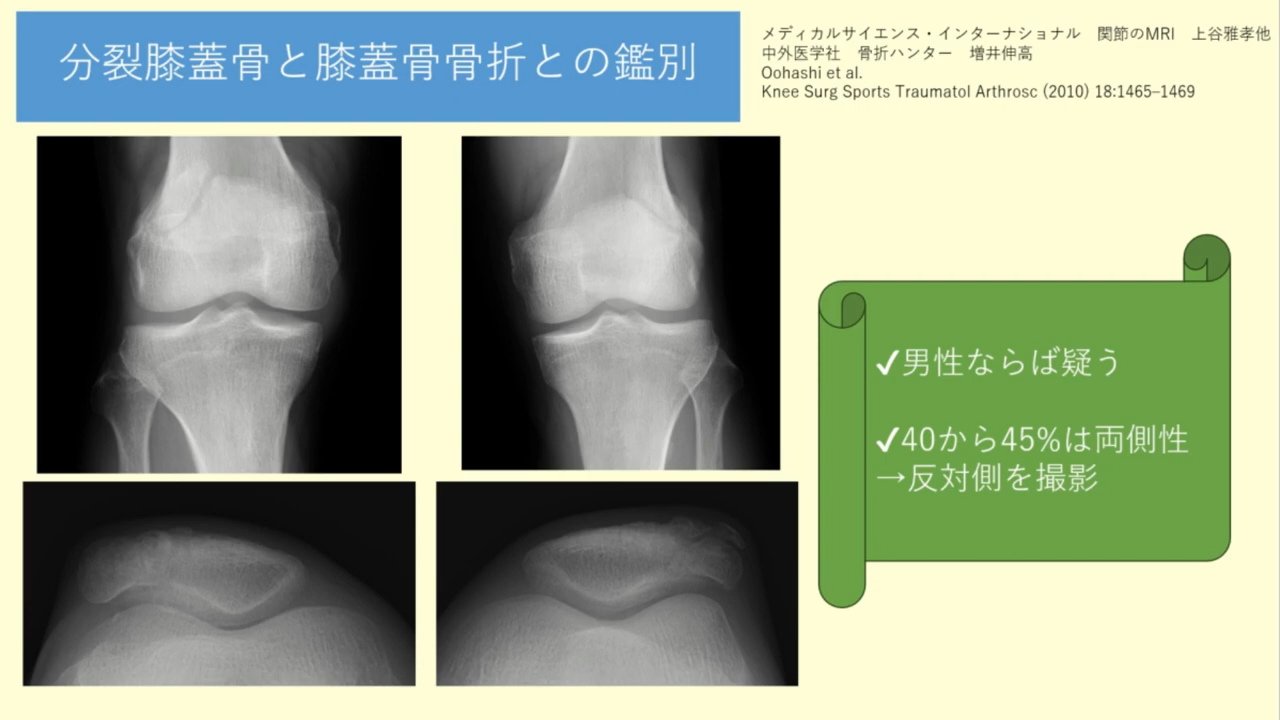 分裂膝蓋骨と膝蓋骨骨折との鑑別
メディカルサイエンス・インターナショナル　関節のMRI　上谷雅孝他
中外医学社　骨折ハンター　増井伸高
Oohashi et al.
Knee Surg Sports Traumatol Arthrosc (2010) 18:1465–1469
✓男性ならば疑う
✓40から45%は両側性
→反対側を撮影